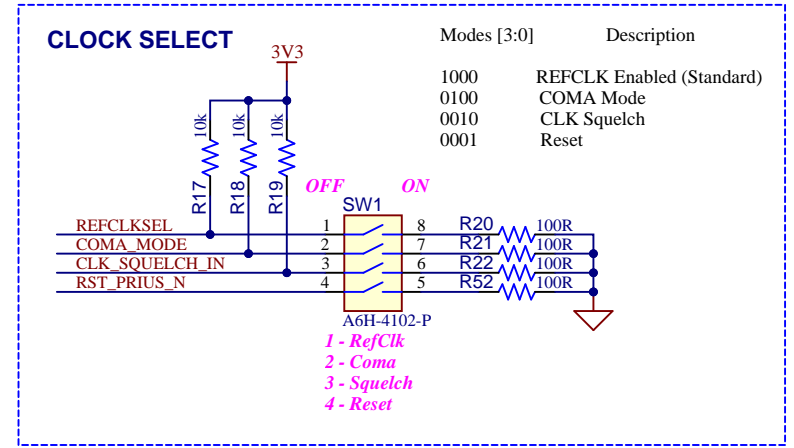 CLOCK SELECT
Modes [3:0] Description
3V3
1000 REFCLK Enabled (Standard)
0100 COMA Mode
0010 CLK Squelch
0001 Reset
10k 10k 10k
R17 R18 R19
OFF ON
SW1
REFCLKSEL 1 8 R20 100R
COMA_MODE 2 7 R21 100R
CLK_SQUELCH_IN 3 6 R22 100R
RST_PRIUS_N 4 5 R52 100R
A6H-4102-P
1 - RefClk
2 - Coma
3 - Squelch
4 - Reset